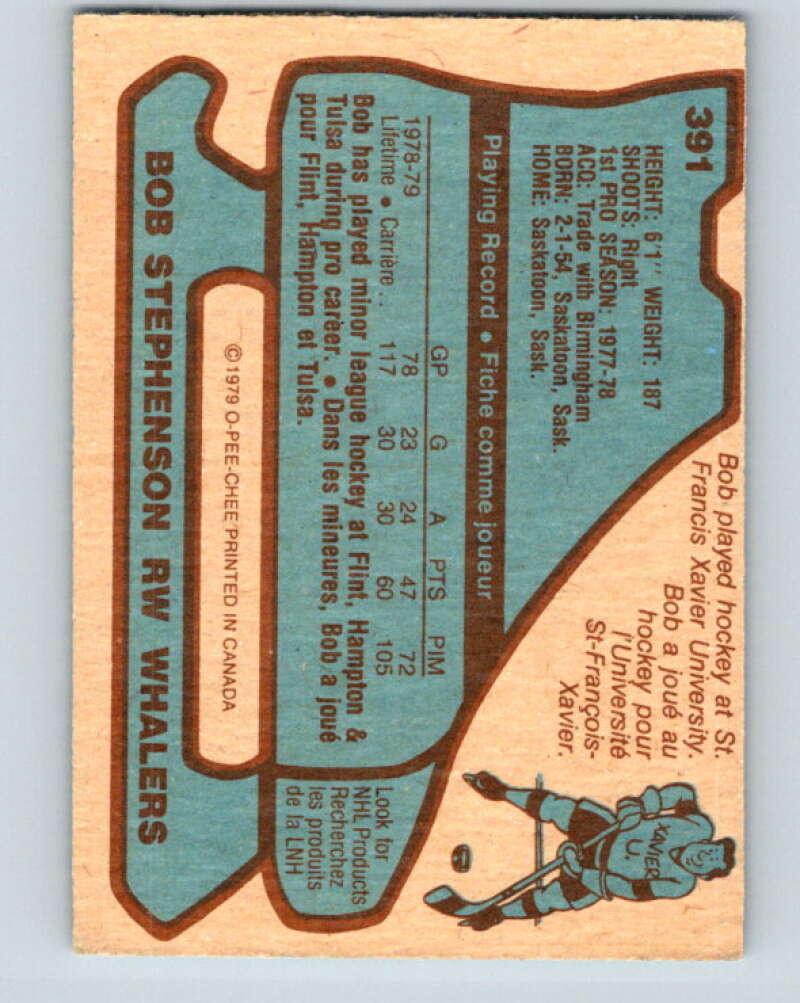 391
HEIGHT: 6'1" WEIGHT: 187
SHOOTS: Right
1st PRO SEASON: 1977-78
ACQ: Trade with Birmingham
BORN: 2-1-54, Saskatoon, Sask.
HOME: Saskatoon, Sask.
Bob played hockey at St.
Francis Xavier University.
Bob a joué au
hockey pour
l'Université
St-François-
Xavier.
XAVIER
U.
Playing Record • Fiche comme joueur
GP G A PTS PIM
1978-79 78 23 24 47 72
Lifetime • Carrière .. 117 30 30 60 105
Bob has played minor league hockey at Flint, Hampton &
Tulsa during pro career. • Dans les mineures, Bob a joué
pour Flint, Hampton et Tulsa.
Look for
NHL Products
Recherchez
les produits
de la LNH
©1979 O-PEE-CHEE PRINTED IN CANADA
BOB STEPHENSON RW WHALERS